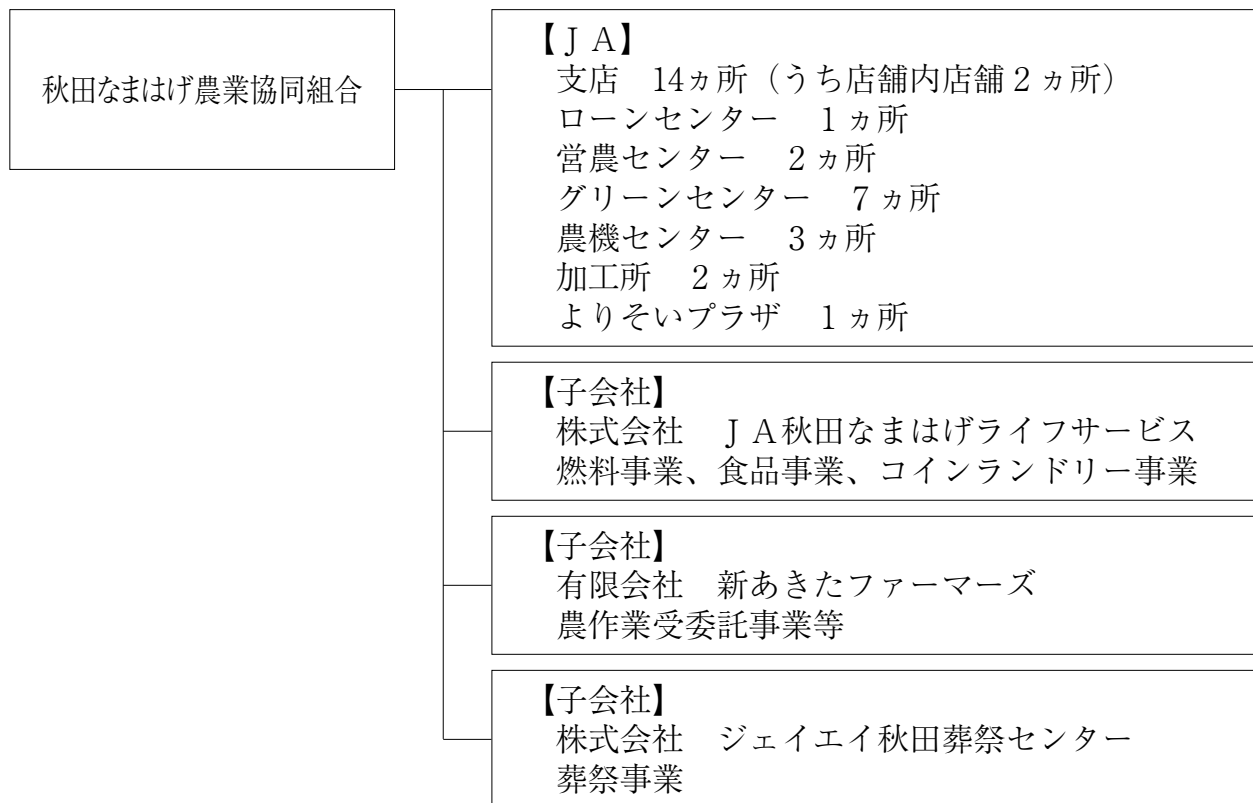 秋田なまはげ農業協同組合
【ＪＡ】
支店　14ヵ所（うち店舗内店舗２ヵ所）
ローンセンター　１ヵ所
営農センター　２ヵ所
グリーンセンター　７ヵ所
農機センター　３ヵ所
加工所　２ヵ所
よりそいプラザ　１ヵ所
【子会社】
株式会社　ＪＡ秋田なまはげライフサービス
燃料事業、食品事業、コインランドリー事業
【子会社】
有限会社　新あきたファーマーズ
農作業受委託事業等
【子会社】
株式会社　ジェイエイ秋田葬祭センター
葬祭事業